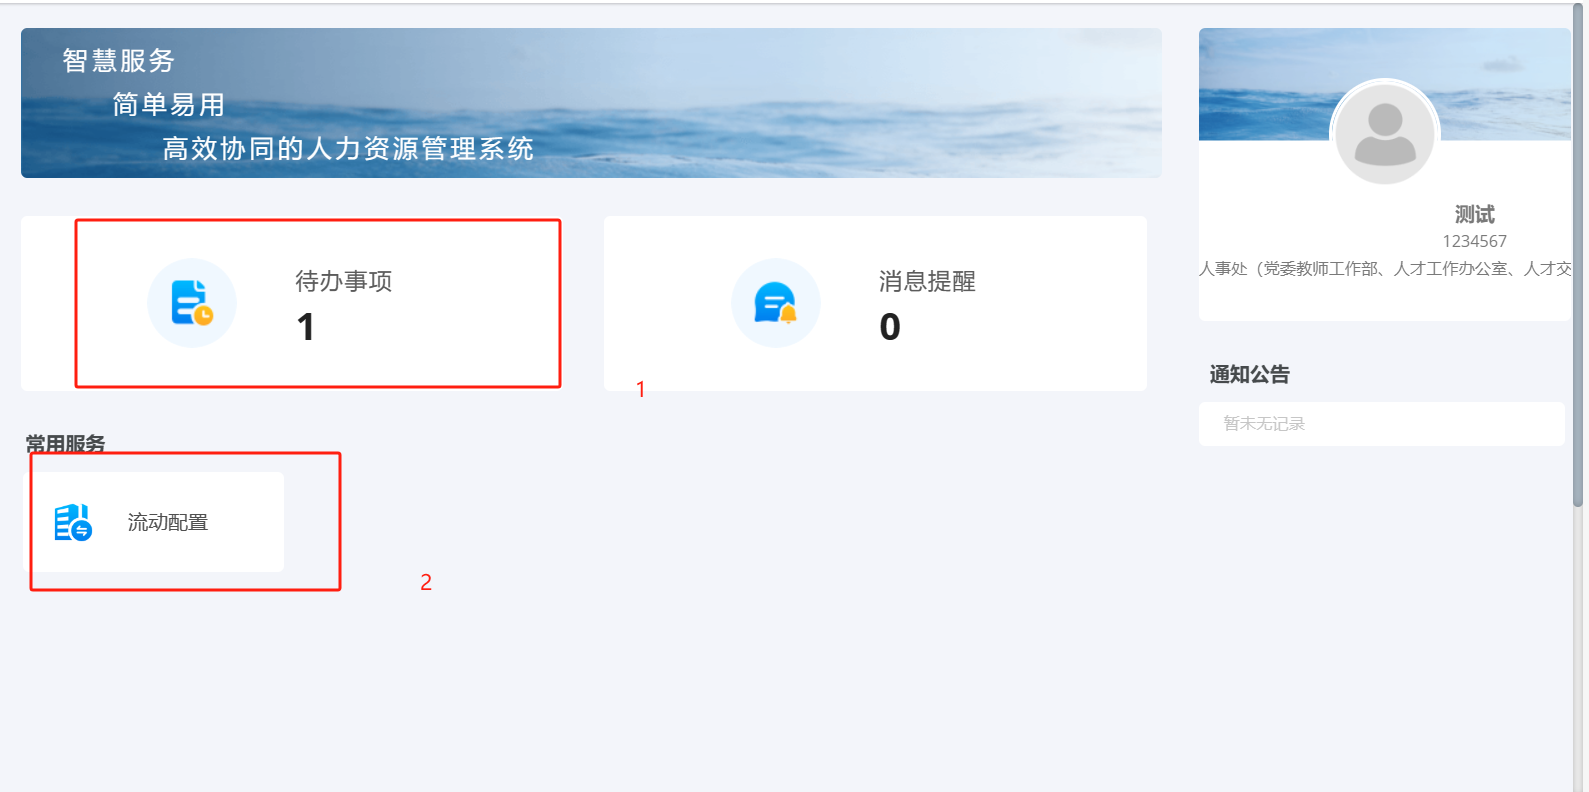 智慧服务
简单易用
高效协同的人力资源管理系统
待办事项
1
消息提醒
0
1
常用服务
流动配置
2
测试
1234567
人事处（党委教师工作部、人才工作办公室、人才交
通知公告
暂未无记录